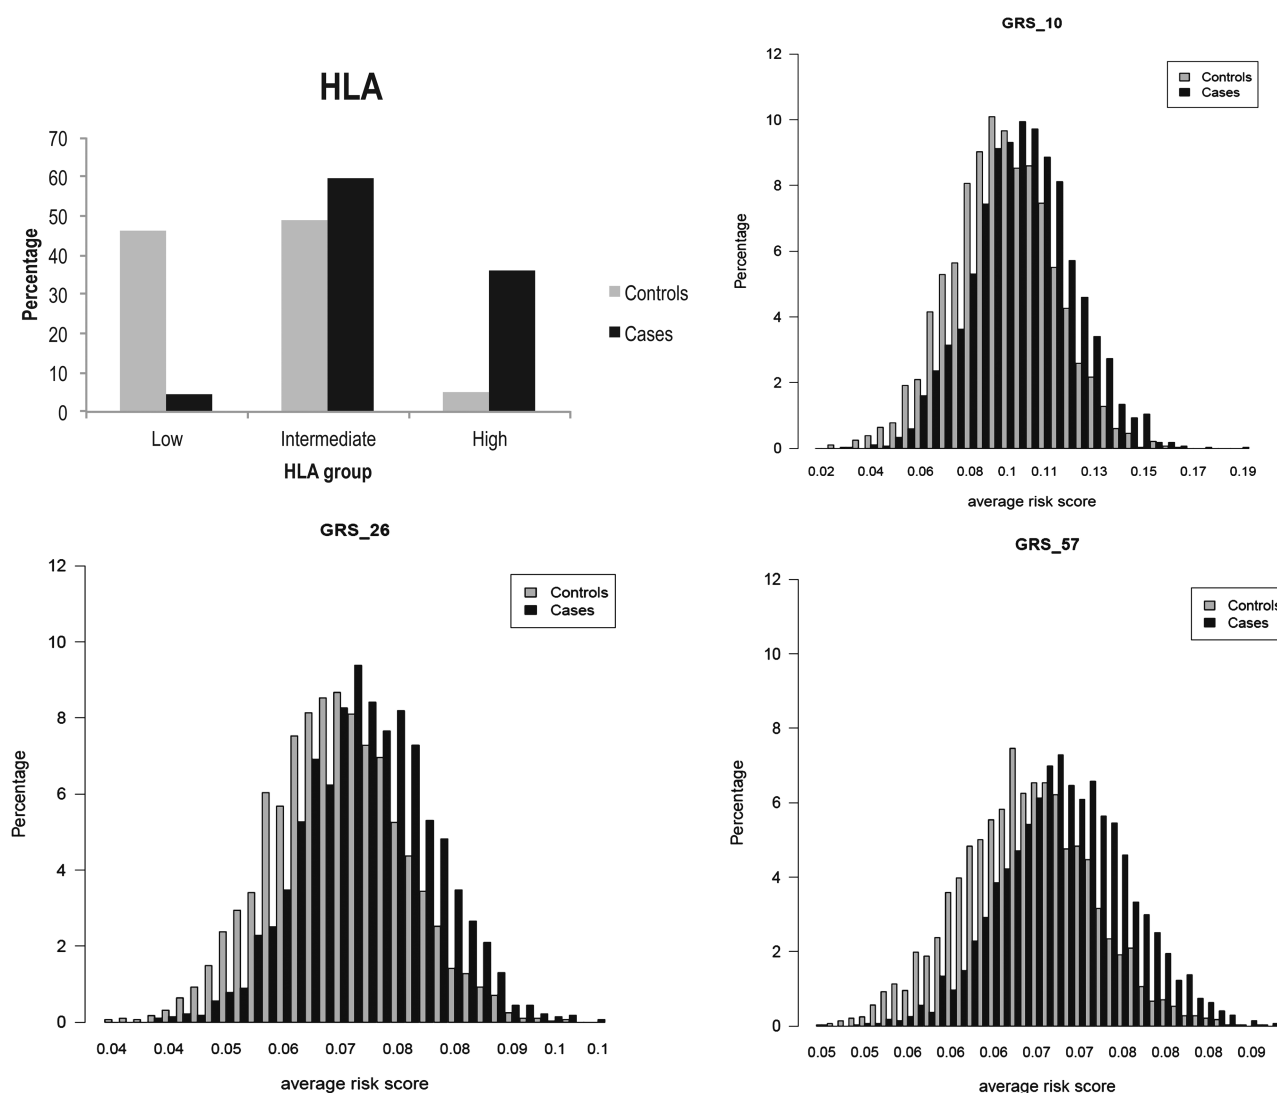 HLA
70
60
50
40
30
20
10
0
Percentage
Low Intermediate High
HLA group
Controls
Cases
GRS_10
12
10
8
6
4
2
0
Percentage
Controls
Cases
0.02 0.04 0.06 0.08 0.1 0.11 0.13 0.15 0.17 0.19
average risk score
GRS_26
12
10
8
6
4
2
0
Percentage
Controls
Cases
0.04 0.04 0.05 0.06 0.07 0.08 0.08 0.09 0.1 0.1
average risk score
GRS_57
12
10
8
6
4
2
0
Percentage
Controls
Cases
0.05 0.05 0.06 0.06 0.06 0.07 0.07 0.08 0.08 0.08 0.09
average risk score